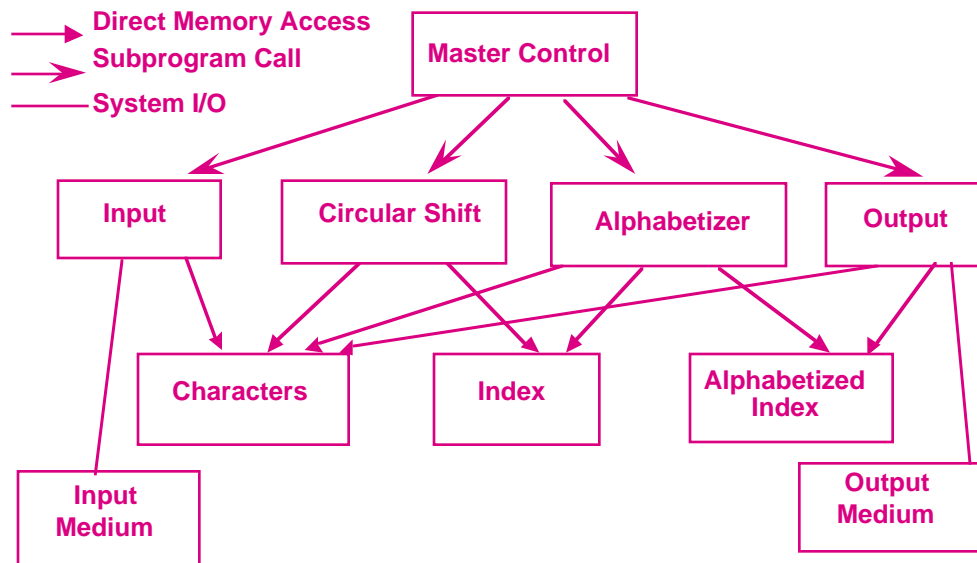 Direct Memory Access
Subprogram Call
System I/O
Master Control
Input
Circular Shift
Alphabetizer
Output
Characters
Index
Alphabetized
Index
Input
Medium
Output
Medium